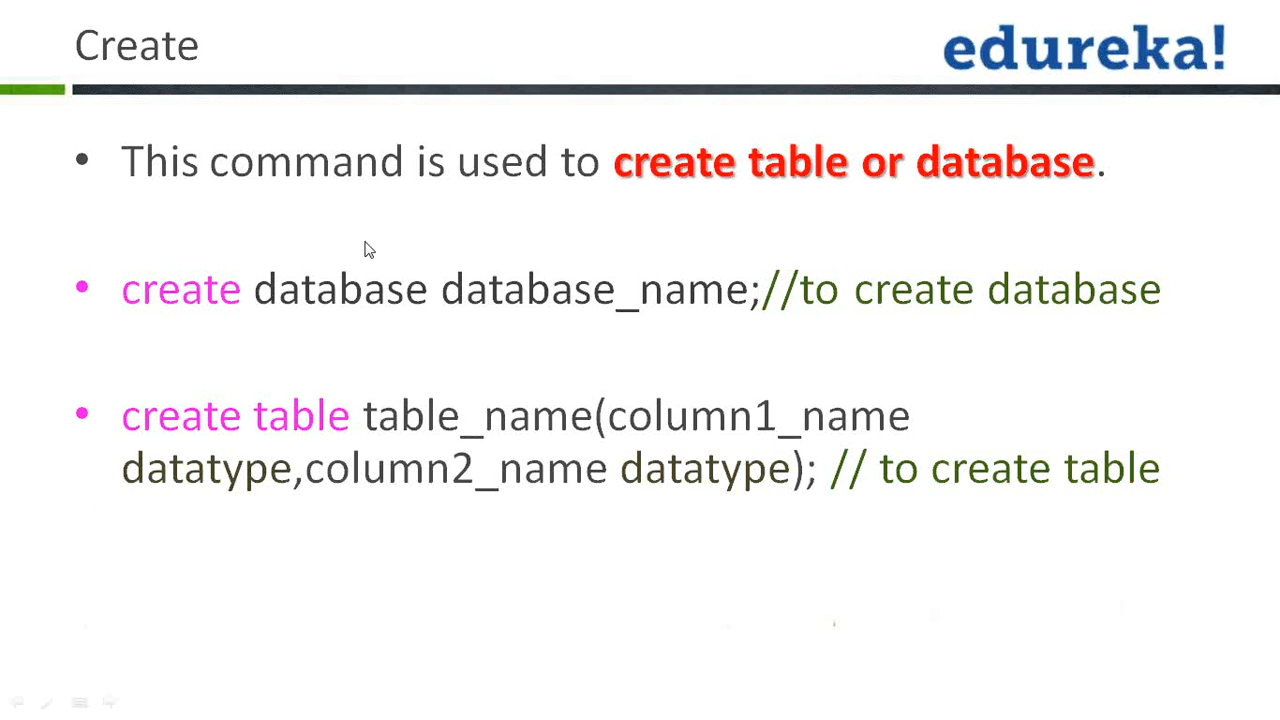 Create
edureka!
• This command is used to create table or database.
• create database database_name;//to create database
• create table table_name(column1_name
datatype,column2_name datatype); // to create table